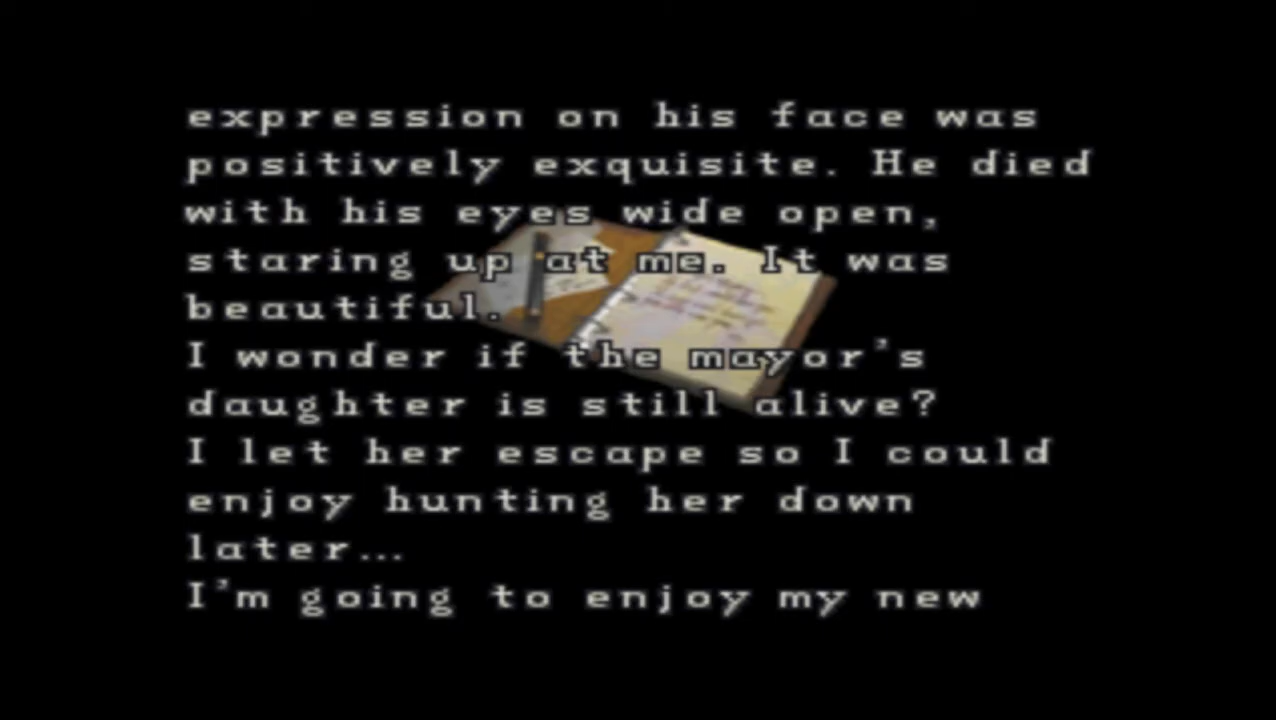 expression on his face was
positively exquisite. He died
with his eyes wide open,
staring up at me. It was
beautiful.
I wonder if the mayor's
daughter is still alive?
I let her escape so I could
enjoy hunting her down
later...
I'm going to enjoy my new